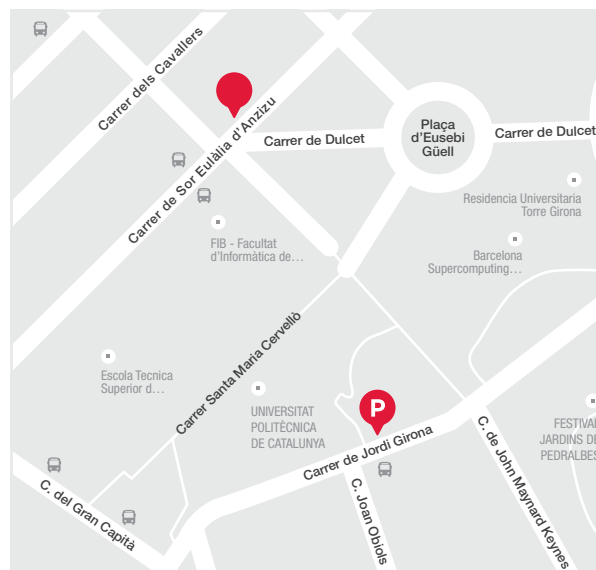 Carrer dels Cavallers
Carrer de Sor Eulàlia d'Anzizu
Carrer de Dulcet
Plaça
d'Eusebi
Güell
Carrer de Dulcet
Residencia Universitaria
Torre Girona
FIB - Facultat
d'Informàtica de…
Barcelona
Supercomputing…
Carrer Santa Maria Cervellò
Escola Tecnica
Superior d…
UNIVERSITAT
POLITÈCNICA
DE CATALUNYA
P
Carrer de Jordi Girona
FESTIVAL
JARDINS DE
PEDRALBES
C. de John Maynard Keynes
C. Joan Obiols
C. del Gran Capità